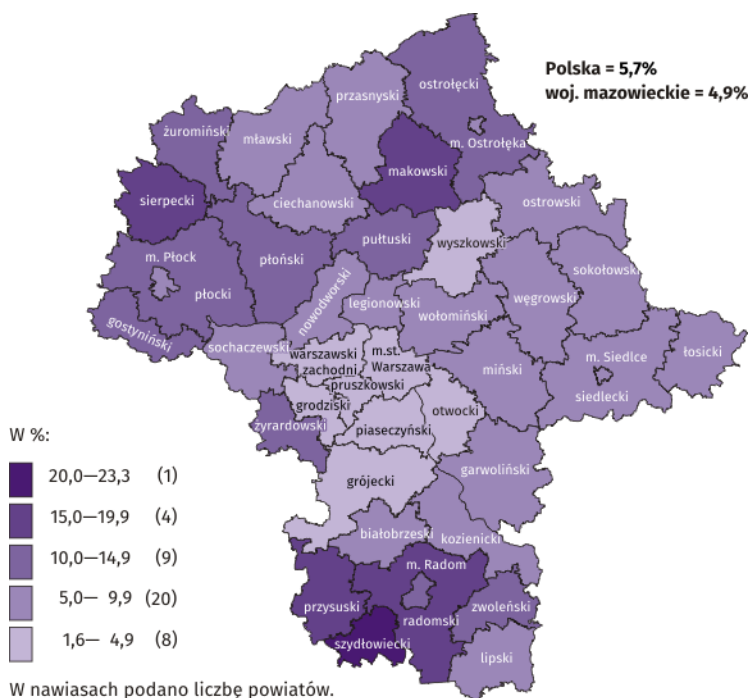 Polska = 5,7%
woj. mazowieckie = 4,9%
ostrołęcki
przasnyski
żuromiński
mławski
m. Ostrołęka
makowski
sierpecki
ciechanowski
ostrowski
pułtuski
wyszkowski
m. Płock
płoński
sokołowski
płocki
nowodworski
legionowski
węgrowski
wołomiński
gostyniński
sochaczewski
warszawski
zachodni
m.st.
Warszawa
pruszkowski
miński
m. Siedlce
łosicki
siedlecki
grodziski
otwocki
żyrardowski
piaseczyński
garwoliński
grójecki
białobrzeski
kozienicki
m. Radom
przysuski
zwoleński
radomski
szydłowiecki
lipski
W %:
20,0—23,3 (1)
15,0—19,9 (4)
10,0—14,9 (9)
5,0— 9,9 (20)
1,6— 4,9 (8)
W nawiasach podano liczbę powiatów.